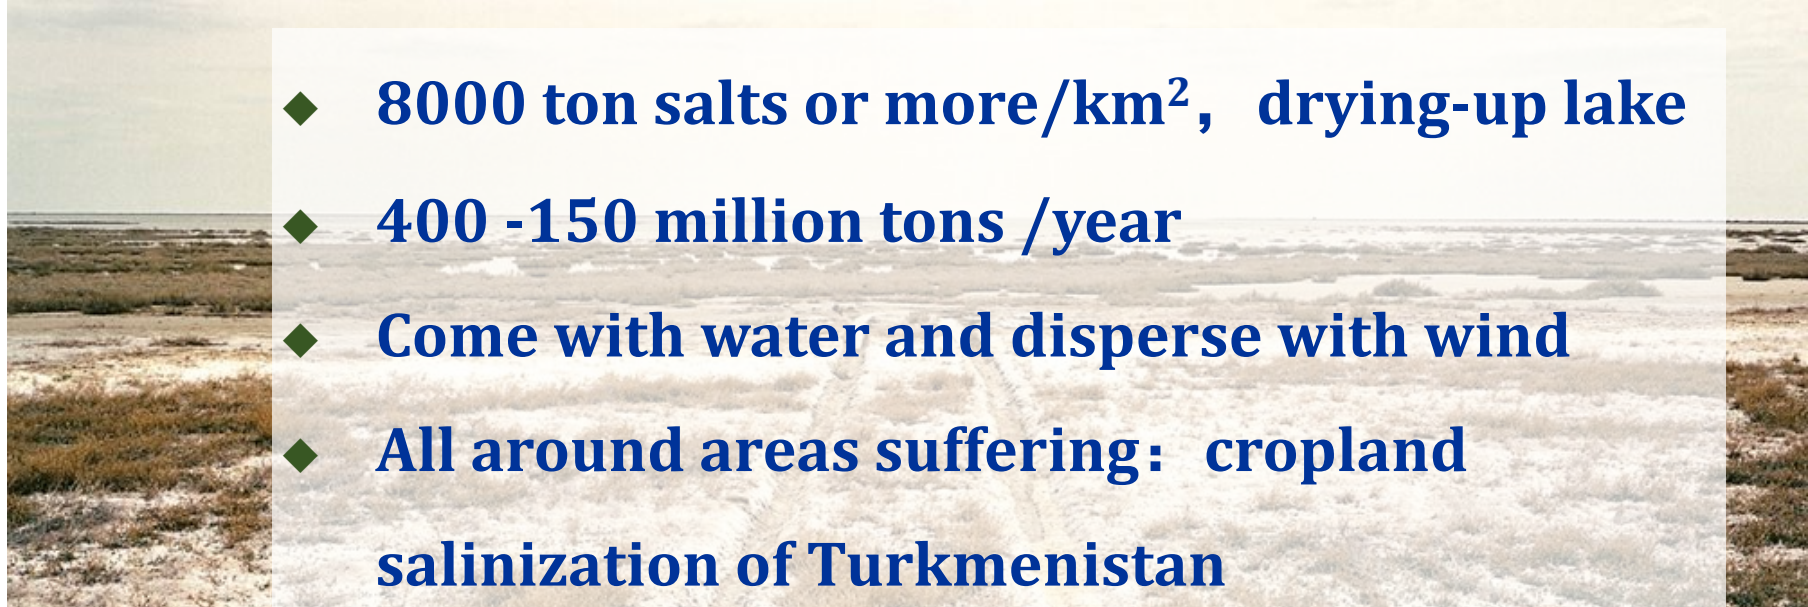 ◆ 8000 ton salts or more/km², drying-up lake
◆ 400 -150 million tons /year
◆ Come with water and disperse with wind
◆ All around areas suffering： cropland
salinization of Turkmenistan